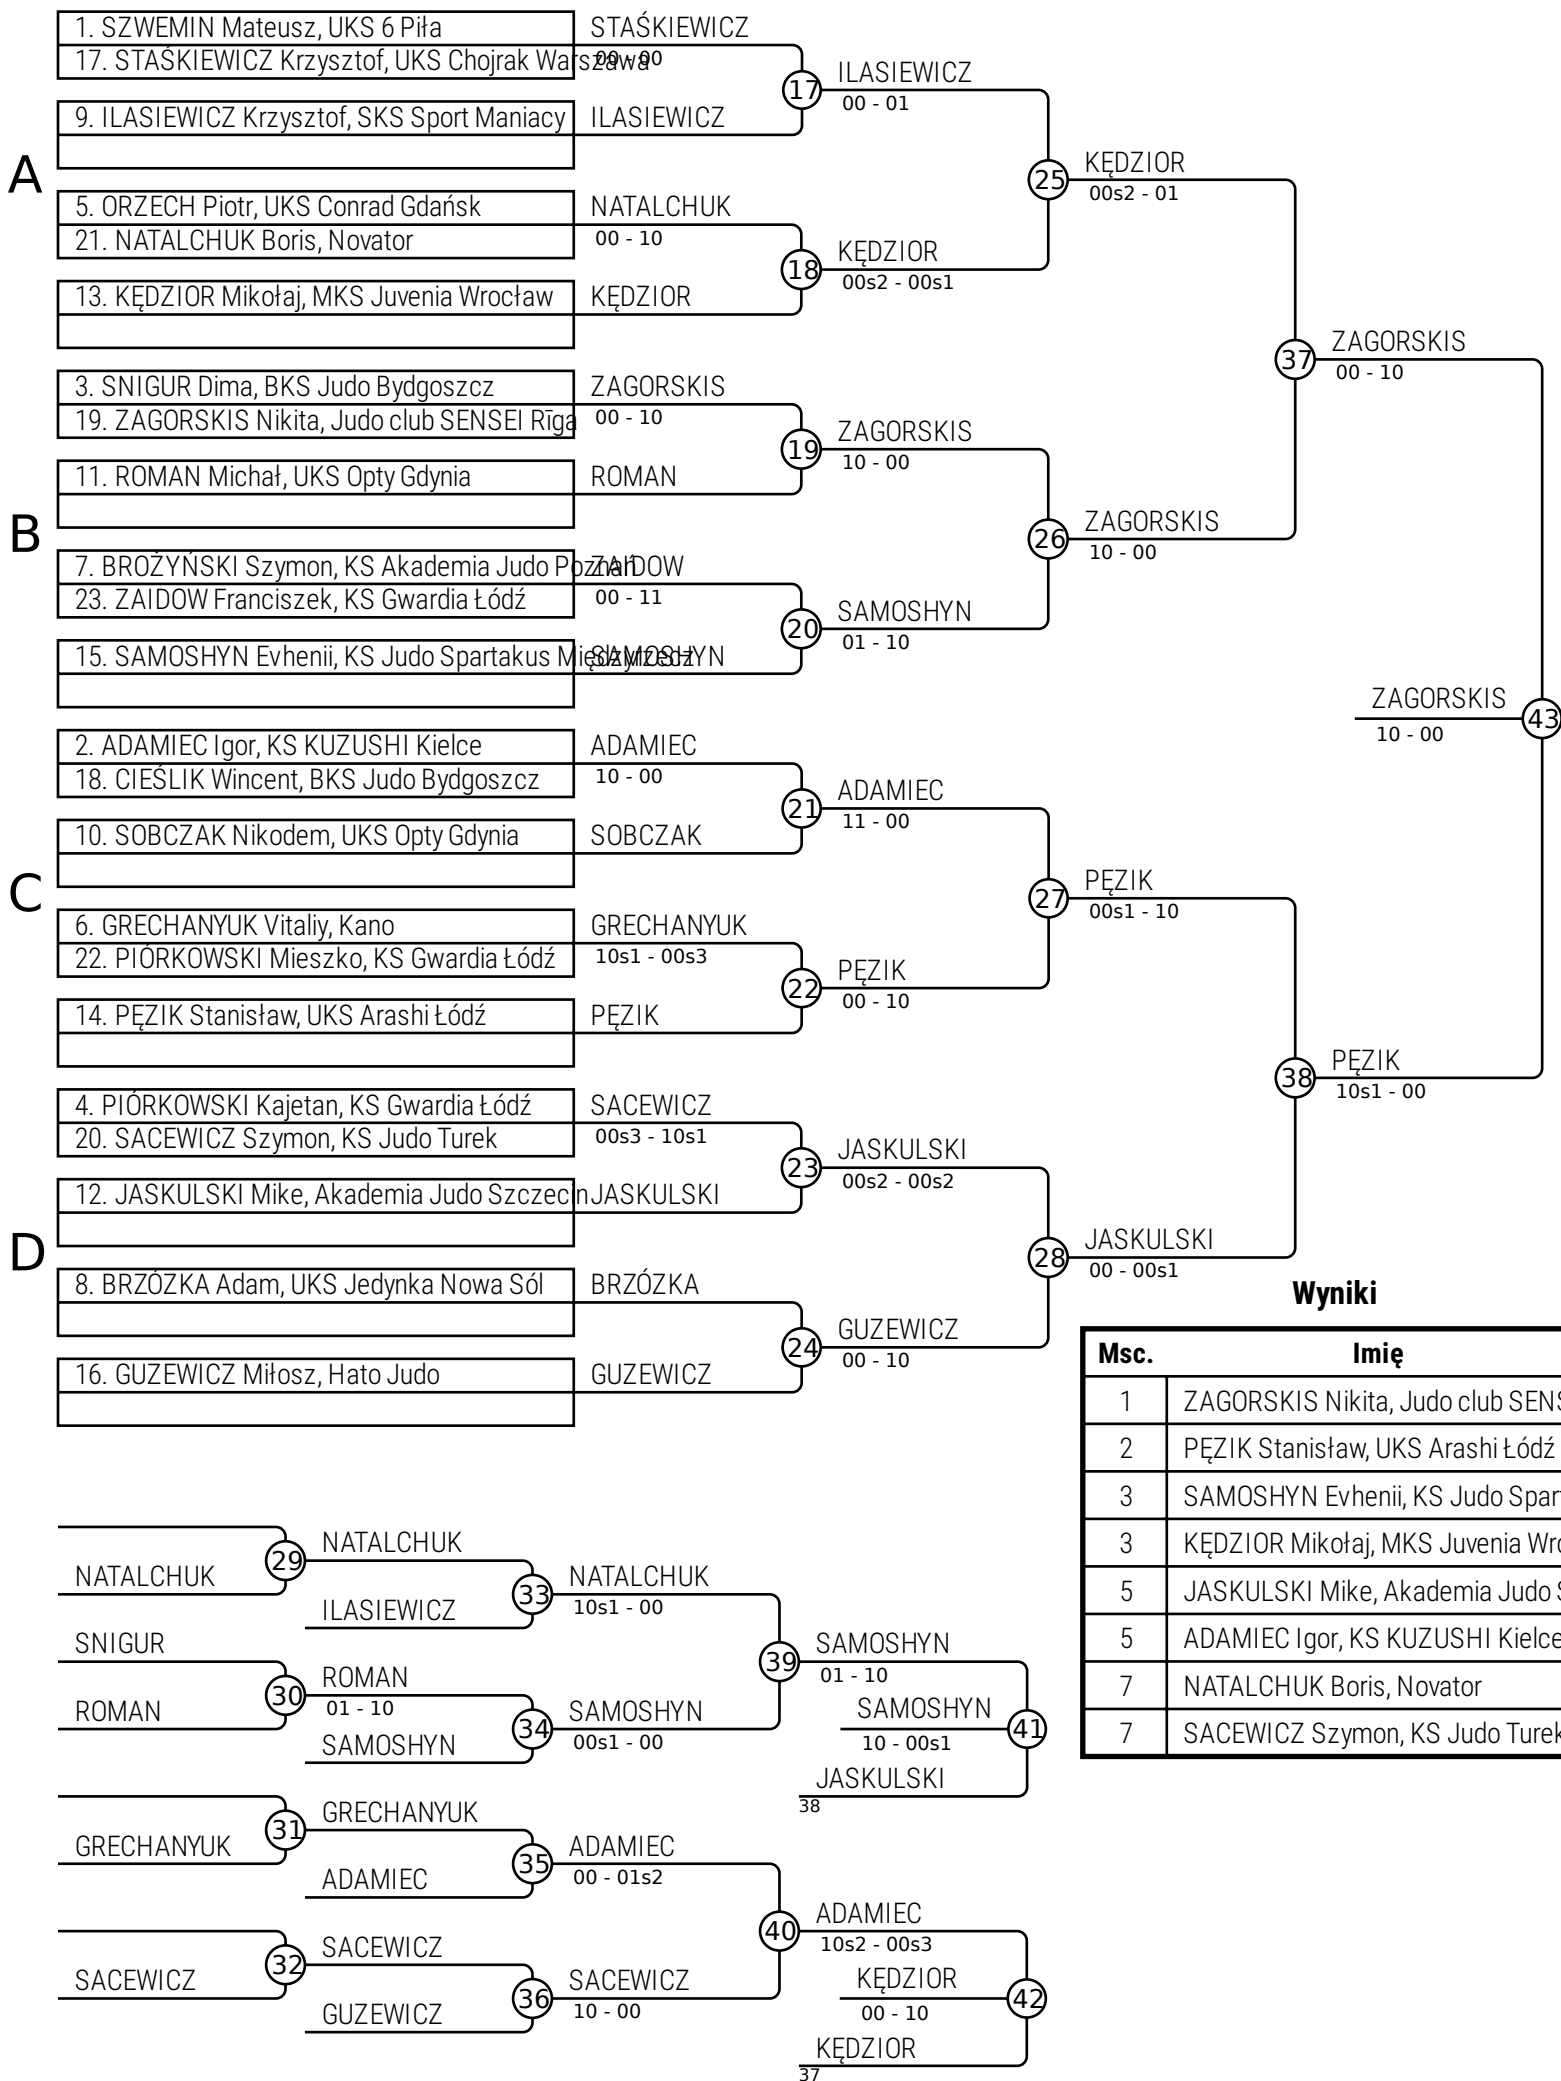 1. SZWEMIN Mateusz, UKS 6 Piła
17. STAŚKIEWICZ Krzysztof, UKS Chojrak Warszawa
STAŚKIEWICZ
00 - 00
9. ILASIEWICZ Krzysztof, SKS Sport Maniacy
ILASIEWICZ
17
ILASIEWICZ
00 - 01
A
5. ORZECH Piotr, UKS Conrad Gdańsk
21. NATALCHUK Boris, Novator
NATALCHUK
00 - 10
13. KĘDZIOR Mikołaj, MKS Juvenia Wrocław
KĘDZIOR
18
KĘDZIOR
00s2 - 00s1
25
KĘDZIOR
00s2 - 01
3. SNIGUR Dima, BKS Judo Bydgoszcz
19. ZAGORSKIS Nikita, Judo club SENSEI Rīga
ZAGORSKIS
00 - 10
11. ROMAN Michał, UKS Opty Gdynia
ROMAN
19
ZAGORSKIS
10 - 00
B
7. BROŻYŃSKI Szymon, KS Akademia Judo Poznań
23. ZAIDOW Franciszek, KS Gwardia Łódź
ZAIDOW
00 - 11
15. SAMOSHYN Evhenii, KS Judo Spartakus Międzyrzecz
SAMOSHYN
20
SAMOSHYN
01 - 10
26
ZAGORSKIS
10 - 00
37
ZAGORSKIS
00 - 10
2. ADAMIEC Igor, KS KUZUSHI Kielce
18. CIEŚLIK Wincent, BKS Judo Bydgoszcz
ADAMIEC
10 - 00
10. SOBCZAK Nikodem, UKS Opty Gdynia
SOBCZAK
21
ADAMIEC
11 - 00
C
6. GRECHANYUK Vitaliy, Kano
22. PIÓRKOWSKI Mieszko, KS Gwardia Łódź
GRECHANYUK
10s1 - 00s3
14. PĘZIK Stanisław, UKS Arashi Łódź
PĘZIK
22
PĘZIK
00 - 10
27
PĘZIK
00s1 - 10
4. PIÓRKOWSKI Kajetan, KS Gwardia Łódź
20. SACEWICZ Szymon, KS Judo Turek
SACEWICZ
00s3 - 10s1
12. JASKULSKI Mike, Akademia Judo Szczecin
JASKULSKI
23
JASKULSKI
00s2 - 00s2
D
8. BRZÓZKA Adam, UKS Jedynka Nowa Sól
BRZÓZKA
16. GUZEWICZ Miłosz, Hato Judo
GUZEWICZ
24
GUZEWICZ
00 - 10
28
JASKULSKI
00 - 00s1
38
PĘZIK
10s1 - 00
ZAGORSKIS
10 - 00
43
Wyniki
Msc. Imię
1 ZAGORSKIS Nikita, Judo club SENS
2 PĘZIK Stanisław, UKS Arashi Łódź
3 SAMOSHYN Evhenii, KS Judo Spart
3 KĘDZIOR Mikołaj, MKS Juvenia Wro
5 JASKULSKI Mike, Akademia Judo S
5 ADAMIEC Igor, KS KUZUSHI Kielce
7 NATALCHUK Boris, Novator
7 SACEWICZ Szymon, KS Judo Turek
NATALCHUK
29
NATALCHUK
ILASIEWICZ
33
NATALCHUK
10s1 - 00
SNIGUR
ROMAN
30
ROMAN
01 - 10
SAMOSHYN
34
SAMOSHYN
00s1 - 00
39
SAMOSHYN
01 - 10
SAMOSHYN
10 - 00s1
41
JASKULSKI
38
GRECHANYUK
31
GRECHANYUK
ADAMIEC
35
ADAMIEC
00 - 01s2
SACEWICZ
32
SACEWICZ
GUZEWICZ
36
SACEWICZ
10 - 00
40
ADAMIEC
10s2 - 00s3
KĘDZIOR
00 - 10
42
KĘDZIOR
37